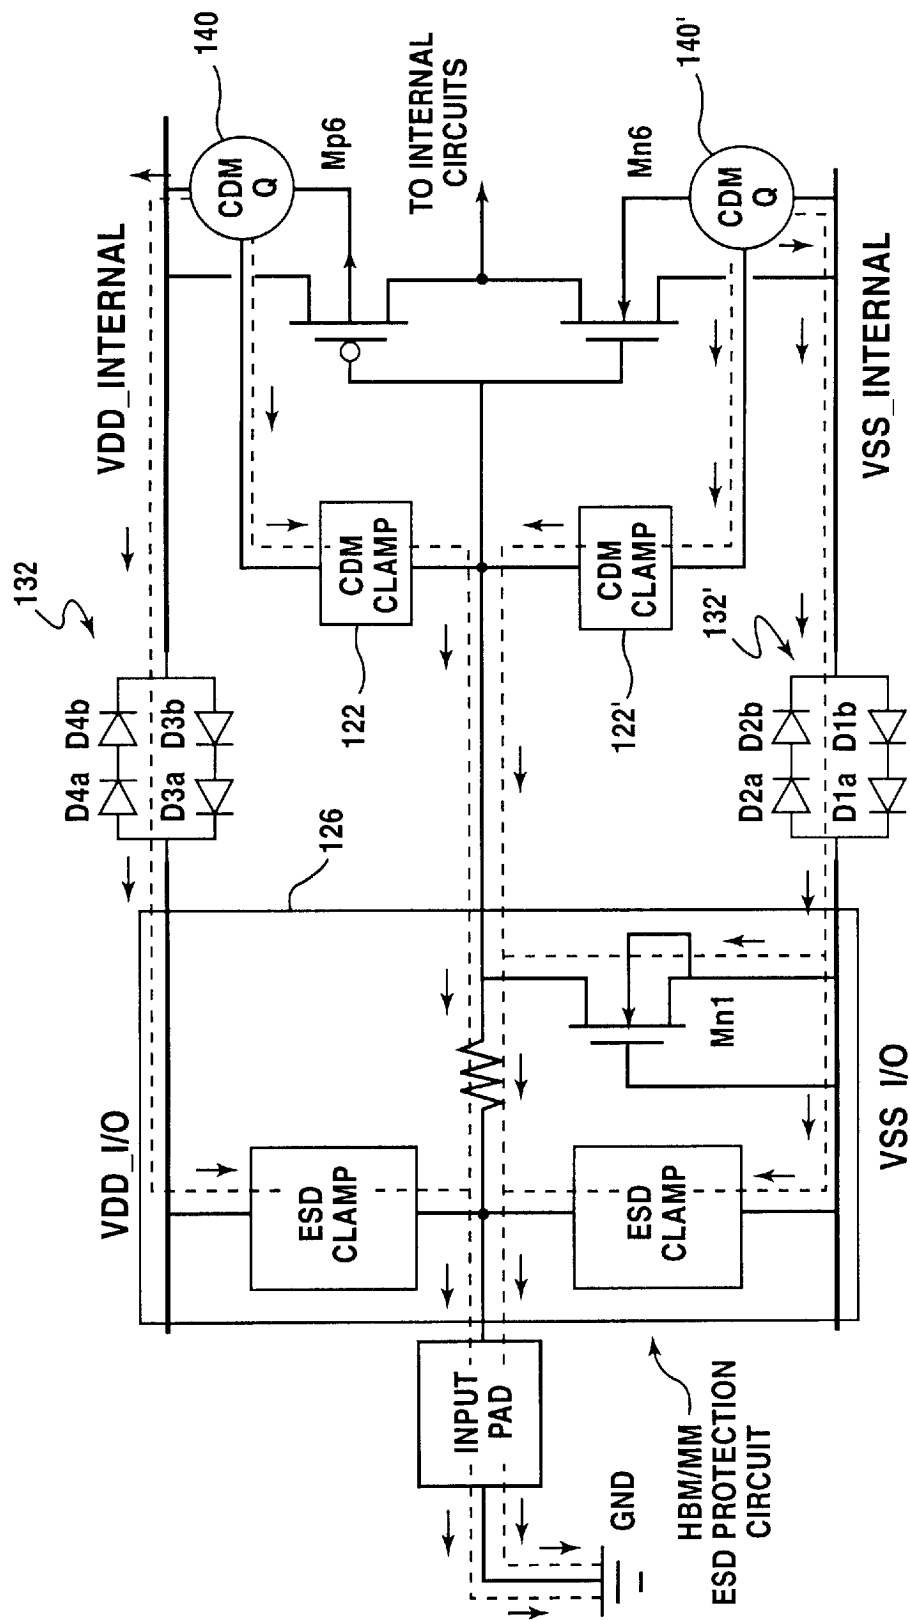 140
CDM
Q
Mp6
TO INTERNAL
CIRCUITS
Mn6
CDM
Q
140'
VDD_INTERNAL
VSS_INTERNAL
132
CDM
CLAMP
122
CDM
CLAMP
122'
132'
D4a
D4b
D3a
D3b
D2a
D2b
D1a
D1b
126
Mn1
VDD_I/O
ESD
CLAMP
ESD
CLAMP
VSS I/O
INPUT
PAD
GND
HBM/MM
ESD PROTECTION
CIRCUIT